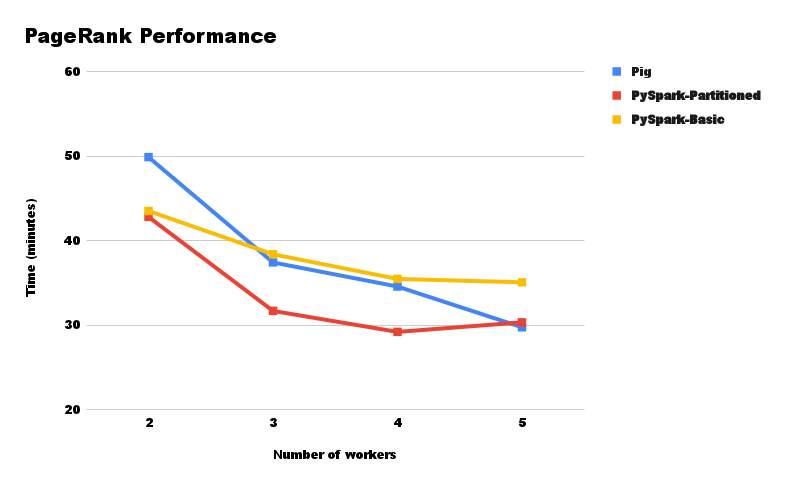 PageRank Performance
60
50
40
30
20
Time (minutes)
2 3 4 5
Number of workers
Pig
PySpark-Partitioned
PySpark-Basic